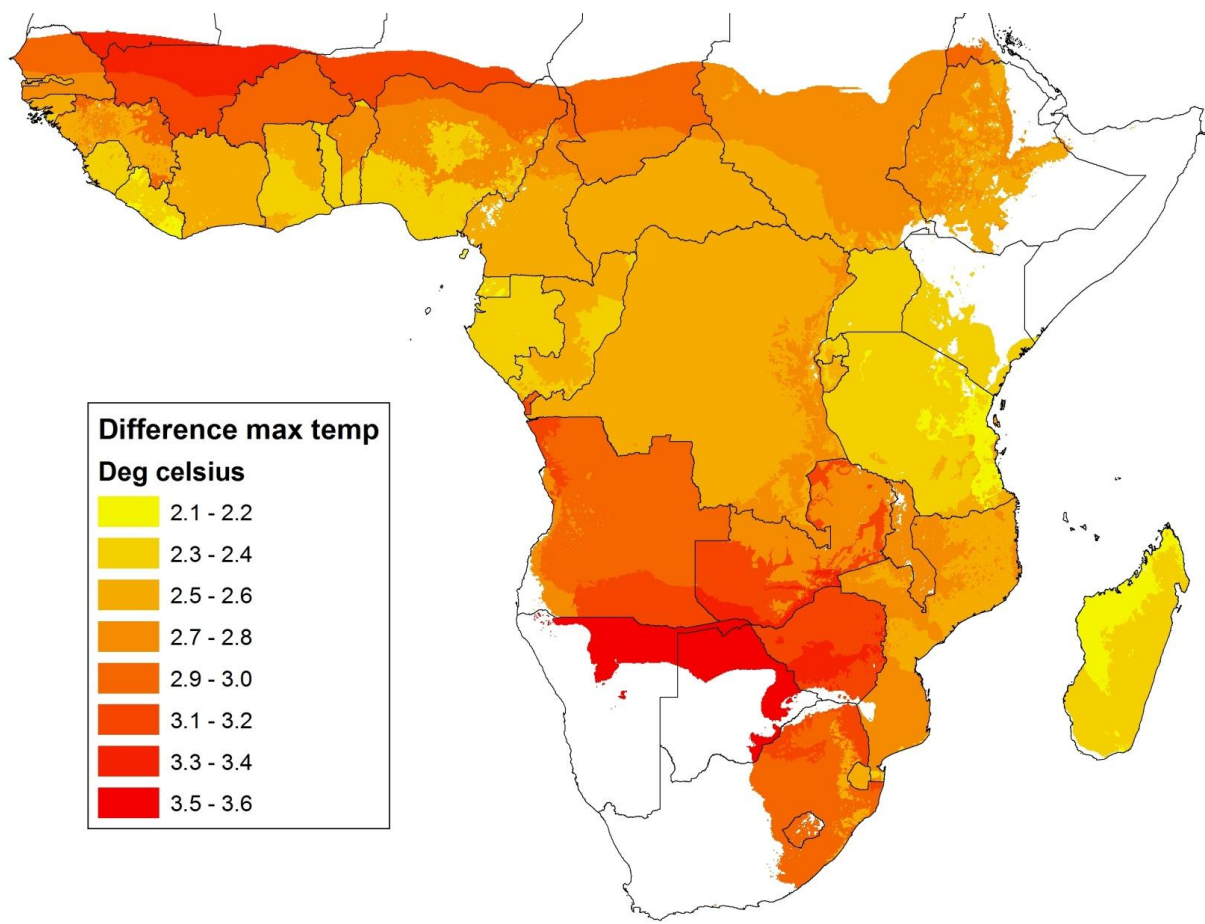 Difference max temp
Deg celsius
2.1 - 2.2
2.3 - 2.4
2.5 - 2.6
2.7 - 2.8
2.9 - 3.0
3.1 - 3.2
3.3 - 3.4
3.5 - 3.6